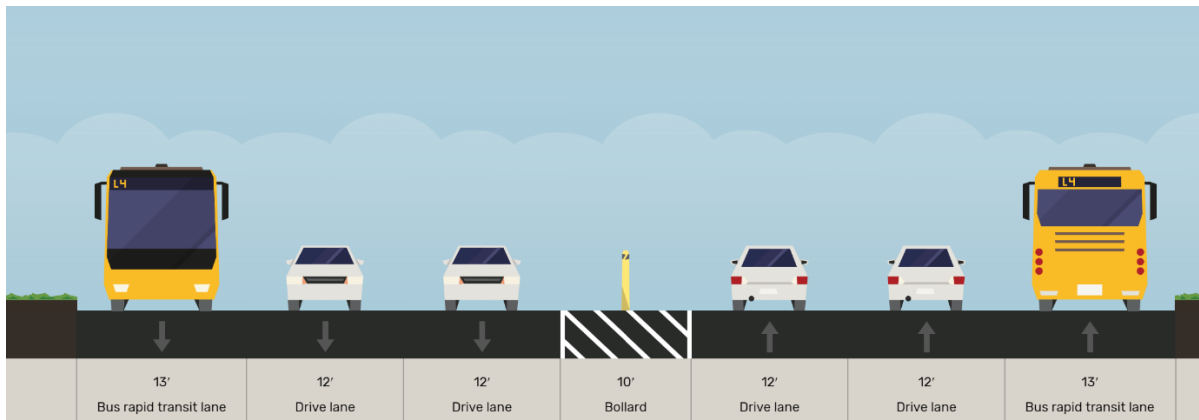 L4
L4
13′ 12′ 12′ 10′ 12′ 12′ 13′
Bus rapid transit lane Drive lane Drive lane Bollard Drive lane Drive lane Bus rapid transit lane